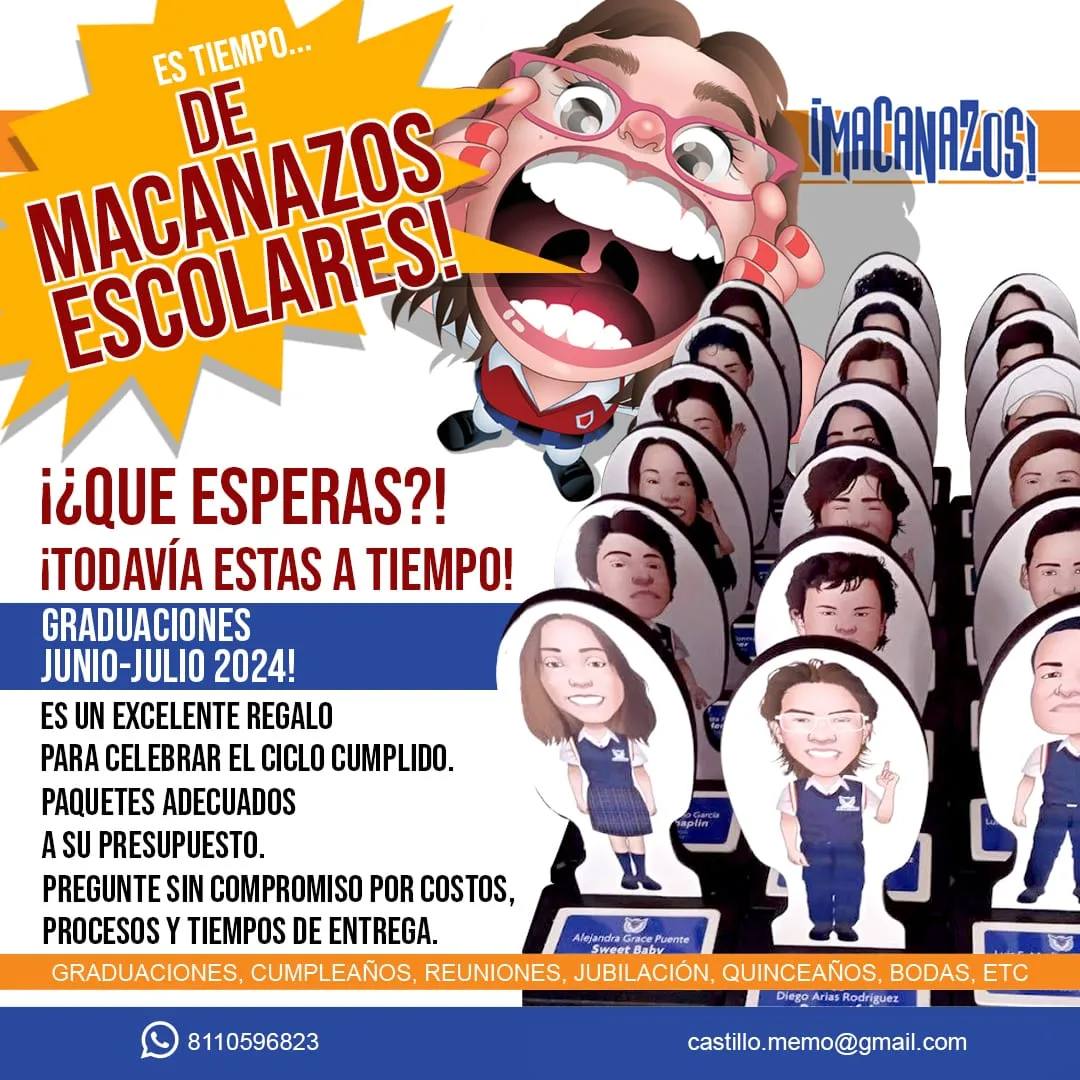 ES TIEMPO...
DE
MACANAZOS
ESCOLARES!
¡MACANAZOS!
¡¿QUE ESPERAS?!
¡TODAVÍA ESTAS A TIEMPO!
GRADUACIONES
JUNIO-JULIO 2024!
ES UN EXCELENTE REGALO
PARA CELEBRAR EL CICLO CUMPLIDO.
PAQUETES ADECUADOS
A SU PRESUPUESTO.
PREGUNTE SIN COMPROMISO POR COSTOS,
PROCESOS Y TIEMPOS DE ENTREGA.
García
Alejandra Grace Puente
Sweet Baby
GRADUACIONES, CUMPLEAÑOS, REUNIONES, JUBILACIÓN, QUINCEAÑOS, BODAS, ETC
Diego Arias Rodríguez
8110596823
castillo.memo@gmail.com